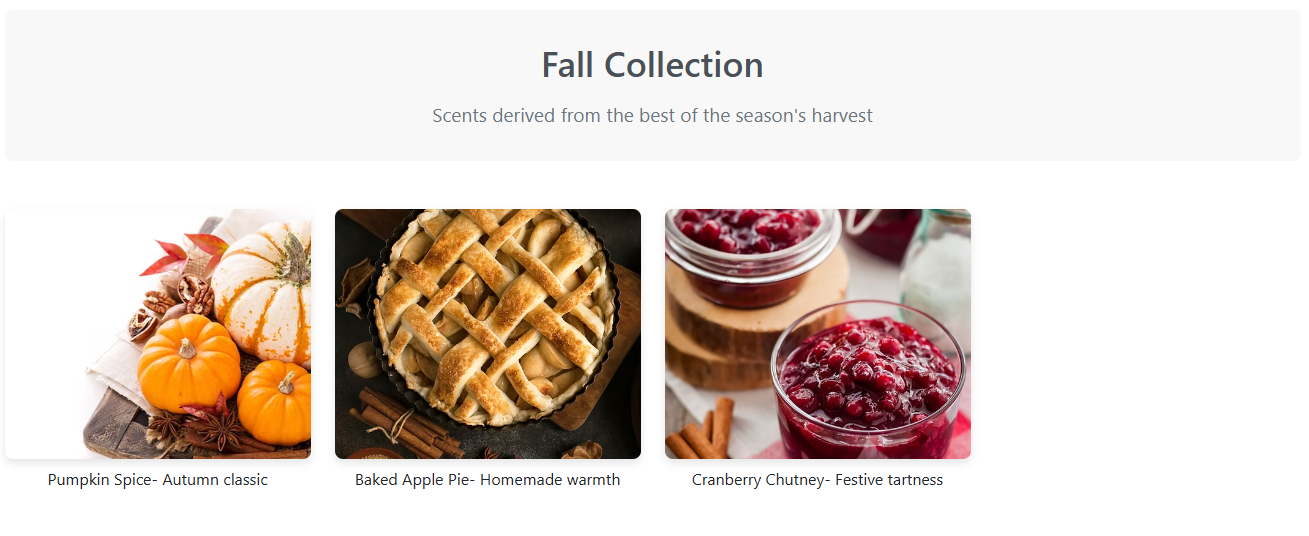 Fall Collection
Scents derived from the best of the season's harvest
Pumpkin Spice- Autumn classic
Baked Apple Pie- Homemade warmth
Cranberry Chutney- Festive tartness